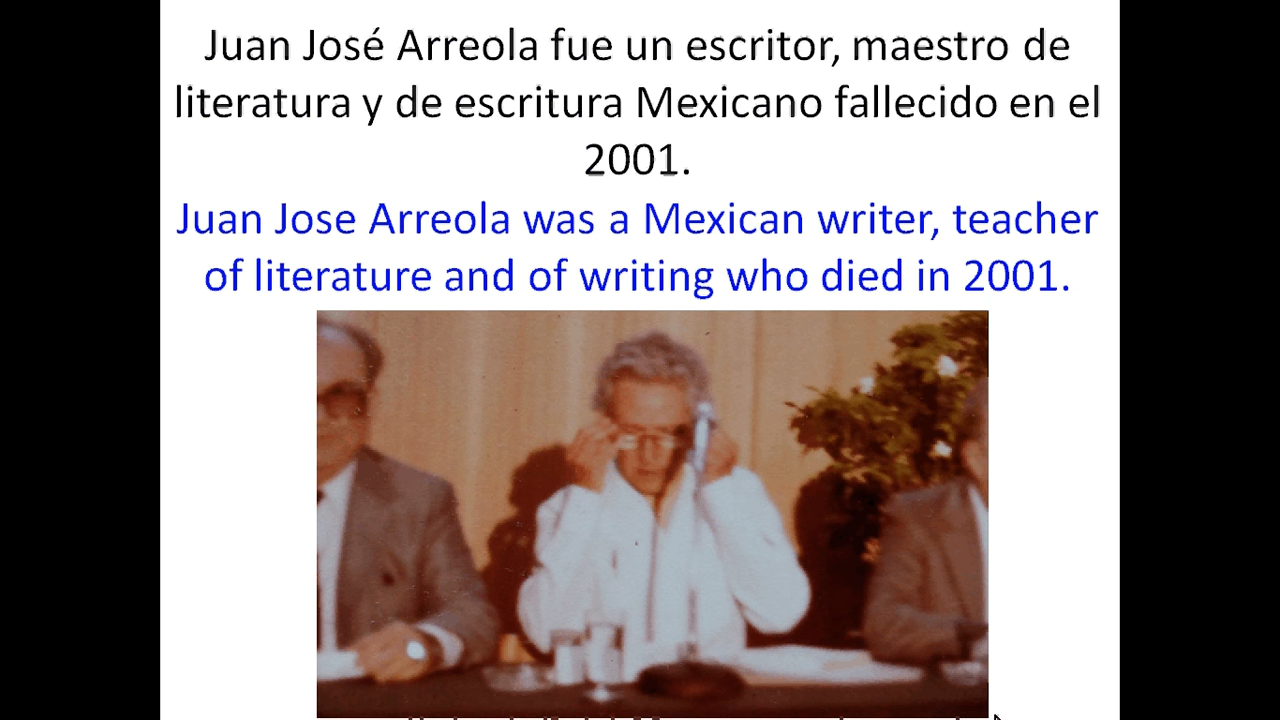 Juan José Arreola fue un escritor, maestro de
literatura y de escritura Mexicano fallecido en el
2001.
Juan Jose Arreola was a Mexican writer, teacher
of literature and of writing who died in 2001.